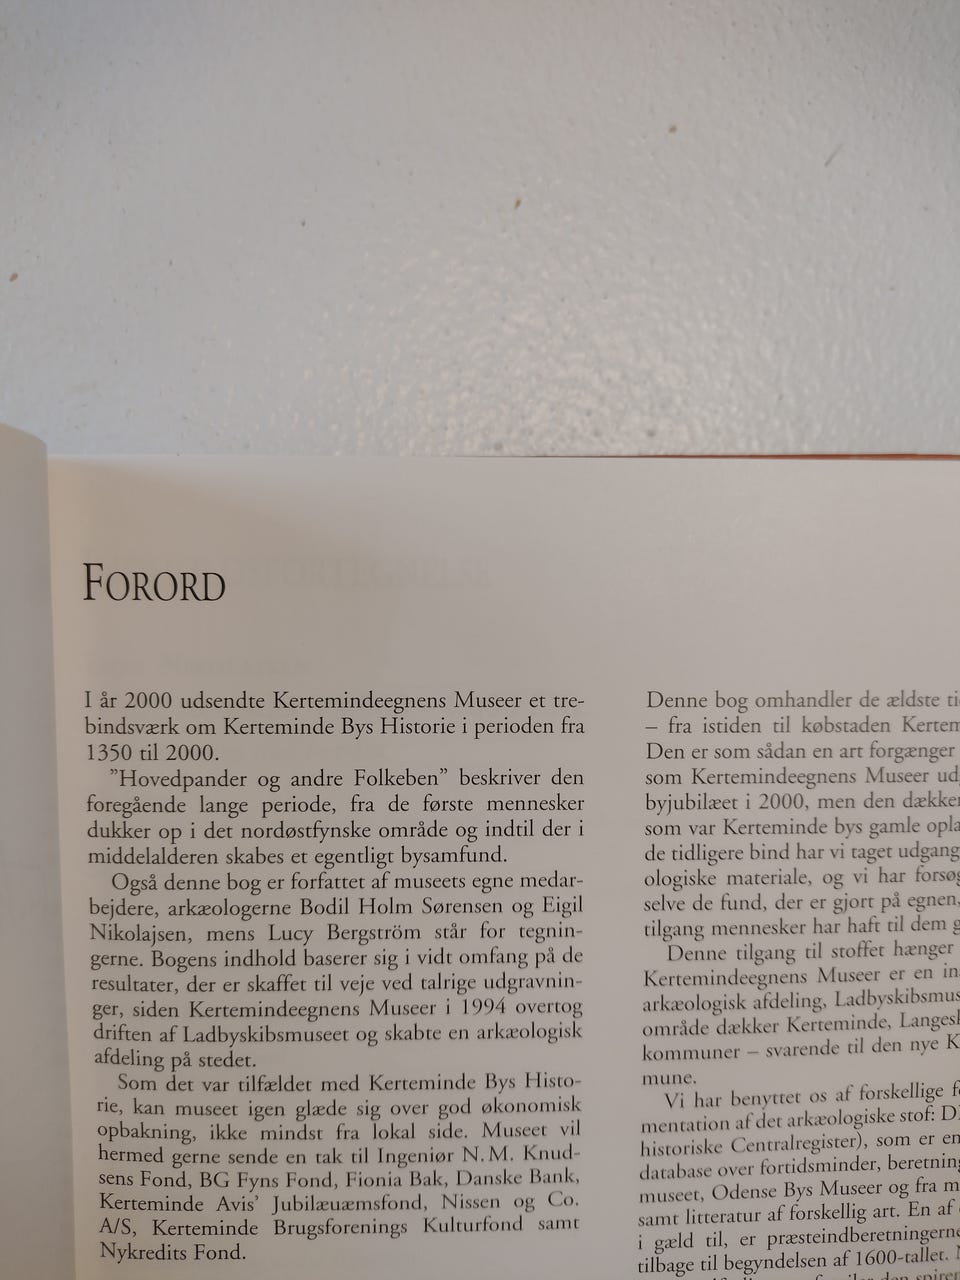 FORORD
I år 2000 udsendte Kertemindeegnens Museer et tre-
bindsværk om Kerteminde Bys Historie i perioden fra
1350 til 2000.
"Hovedpander og andre Folkeben" beskriver den
foregående lange periode, fra de første mennesker
dukker op i det nordøstfynske område og indtil der i
middelalderen skabes et egentligt bysamfund.
Også denne bog er forfattet af museets egne medar-
bejdere, arkæologerne Bodil Holm Sørensen og Eigil
Nikolajsen, mens Lucy Bergström står for tegnin-
gerne. Bogens indhold baserer sig i vidt omfang på de
resultater, der er skaffet til veje ved talrige udgravnin-
ger, siden Kertemindeegnens Museer i 1994 overtog
driften af Ladbyskibsmuseet og skabte en arkæologisk
afdeling på stedet.
Som det var tilfældet med Kerteminde Bys Histo-
rie, kan museet igen glæde sig over god økonomisk
opbakning, ikke mindst fra lokal side. Museet vil
hermed gerne sende en tak til Ingeniør N.M. Knud-
sens Fond, BG Fyns Fond, Fionia Bak, Danske Bank,
Kerteminde Avis' Jubilæuæmsfond, Nissen og Co.
A/S, Kerteminde Brugsforenings Kulturfond samt
Nykredits Fond.
Denne bog omhandler de ældste ti
– fra istiden til købstaden Kertem
Den er som sådan en art forgænger
som Kertemindeegnens Museer ud
byjubilæet i 2000, men den dækker
som var Kerteminde bys gamle opla
de tidligere bind har vi taget udgang
ologiske materiale, og vi har forsøg
selve de fund, der er gjort på egnen,
tilgang mennesker har haft til dem g
Denne tilgang til stoffet hænger
Kertemindeegnens Museer er en in
arkæologisk afdeling, Ladbyskibsmus
område dækker Kerteminde, Langesk
kommuner – svarende til den nye K
mune.
Vi har benyttet os af forskellige f
mentation af det arkæologiske stof: D
historiske Centralregister), som er en
database over fortidsminder, beretning
museet, Odense Bys Museer og fra m
samt litteratur af forskellig art. En af
i gæld til, er præsteindberetningerne
tilbage til begyndelsen af 1600-tallet.